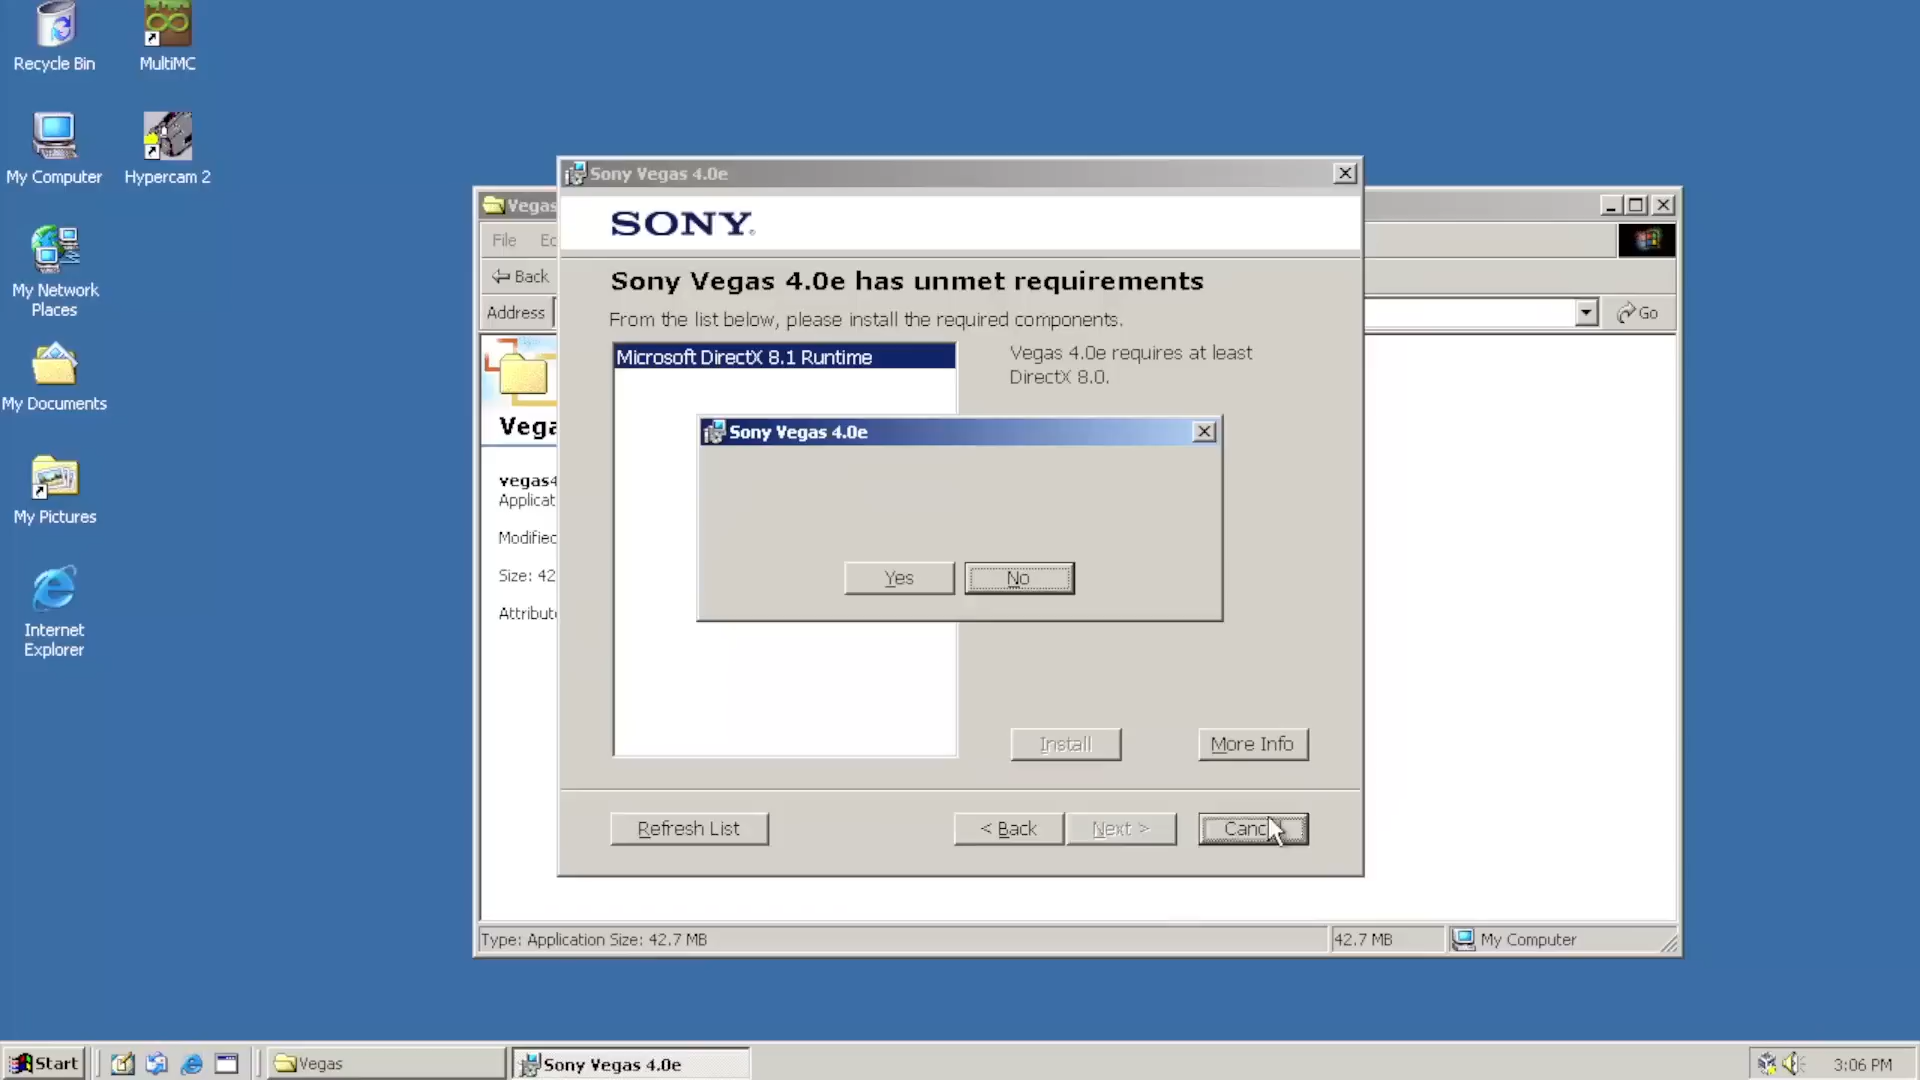 Recycle Bin
MultiMC
My Computer
Hypercam 2
My Network
Places
My Documents
My Pictures
Internet
Explorer
Vegas
File
Back
Address
Go
vegas4
Size: 42
Type: Application Size: 42.7 MB
42.7 MB
My Computer
Sony Vegas 4.0e
SONY
Sony Vegas 4.0e has unmet requirements
From the list below, please install the required components.
Microsoft DirectX 8.1 Runtime
Vegas 4.0e requires at least
DirectX 8.0.
Sony Vegas 4.0e
Yes
No
Install
More Info
Refresh List
< Back
Next >
Start
Vegas
Sony Vegas 4.0e
3:06 PM